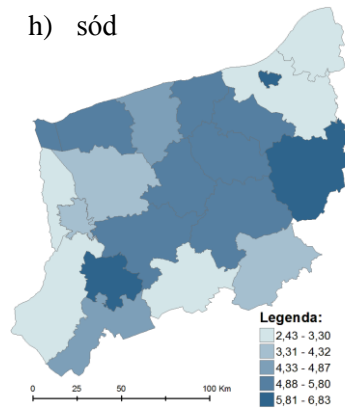 h) sód
Legenda:
2,43 - 3,30
3,31 - 4,32
4,33 - 4,87
4,88 - 5,80
5,81 - 6,83
0 25 50 100 Km